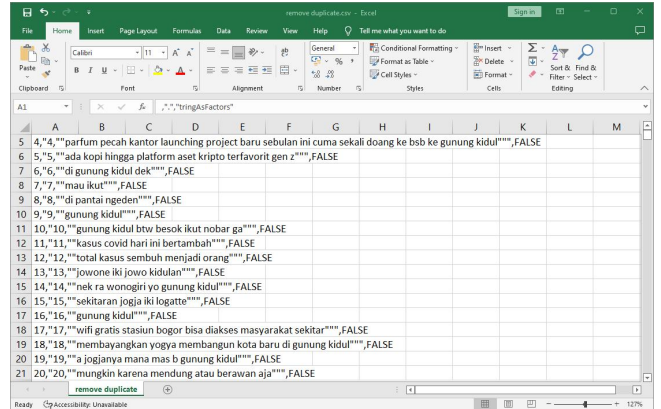 remove duplicate.csv - Excel
Sign in
File Home Insert Page Layout Formulas Data Review View Help Tell me what you want to do
Calibri 11 General Conditional Formatting Insert
Paste Format as Table Delete Sort & Find &
B I U Cell Styles Format Filter Select
Clipboard Font Alignment Number Styles Cells Editing
A1 fx ,".","tringAsFactors"
A B C D E F G H I J K L M
5 4,"4,""parfum pecah kantor launching project baru sebulan ini cuma sekali doang ke bsb ke gunung kidul""",FALSE
6 5,"5,""ada kopi hingga platform aset kripto terfavorit gen z""",FALSE
7 6,"6,""di gunung kidul dek""",FALSE
8 7,"7,""mau ikut""",FALSE
9 8,"8,""di pantai ngeden""",FALSE
10 9,"9,""gunung kidul""",FALSE
11 10,"10,""gunung kidul btw besok ikut nobar ga""",FALSE
12 11,"11,""kasus covid hari ini bertambah""",FALSE
13 12,"12,""total kasus sembuh menjadi orang""",FALSE
14 13,"13,""jowone iki jowo kidulan""",FALSE
15 14,"14,""nek ra wonogiri yo gunung kidul""",FALSE
16 15,"15,""sekitaran jogja iki logatte""",FALSE
17 16,"16,""gunung kidul""",FALSE
18 17,"17,""wifi gratis stasiun bogor bisa diakses masyarakat sekitar""",FALSE
19 18,"18,""membayangkan yogya membangun kota baru di gunung kidul""",FALSE
20 19,"19,""a jogjanya mana mas b gunung kidul""",FALSE
21 20,"20,""mungkin karena mendung atau berawan aja""",FALSE
remove duplicate
Ready Accessibility: Unavailable 127%